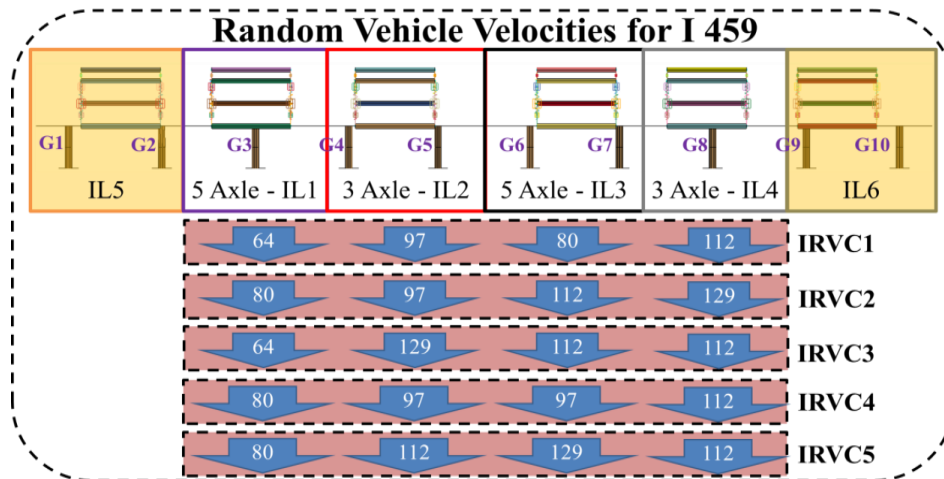 Random Vehicle Velocities for I 459
G1 G2 G3 G4 G5 G6 G7 G8 G9 G10
IL5 5 Axle - IL1 3 Axle - IL2 5 Axle - IL3 3 Axle - IL4 IL6
64 97 80 112 IRVC1
80 97 112 129 IRVC2
64 129 112 112 IRVC3
80 97 97 112 IRVC4
80 112 129 112 IRVC5